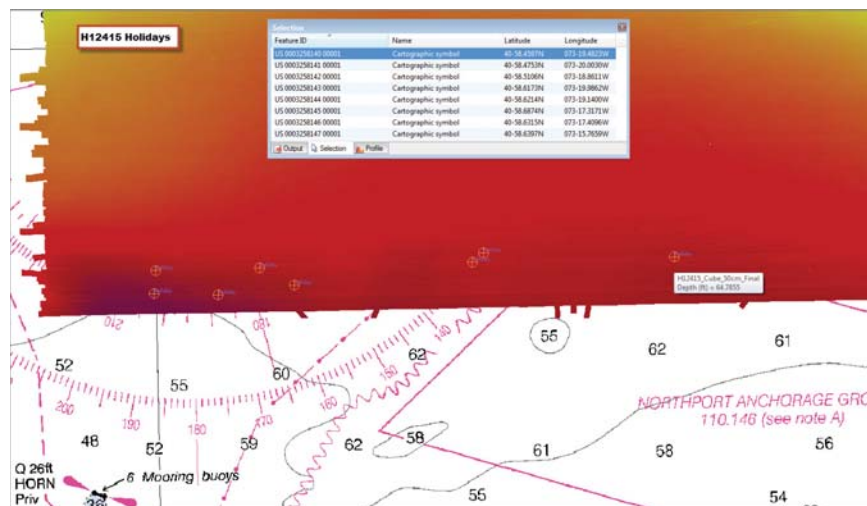 H12415 Holidays
Selection
Feature ID Name Latitude Longitude
US 0003258140 00001 Cartographic symbol 40-58.4507N 073-19.4823W
US 0003258141 00001 Cartographic symbol 40-58.4753N 073-20.0030W
US 0003258142 00001 Cartographic symbol 40-58.5106N 073-18.8611W
US 0003258143 00001 Cartographic symbol 40-58.6173N 073-19.9862W
US 0003258144 00001 Cartographic symbol 40-58.6214N 073-19.1400W
US 0003258145 00001 Cartographic symbol 40-58.6874N 073-17.3171W
US 0003258146 00001 Cartographic symbol 40-58.6315N 073-17.4096W
US 0003258147 00001 Cartographic symbol 40-58.6397N 073-15.7659W
Output Selection Profile
H12415_Cube_50cm_Final
Depth (ft) = 64.7855
210 180 140
55 62 61
52 55 60 62 150
200 190 180 170 160
NORTHPORT ANCHORAGE GRO
110.146 (see note A)
48 52 59 62 58 61 58 56
Q 26ft
HORN
Priv
6 Mooring buoys
55 54